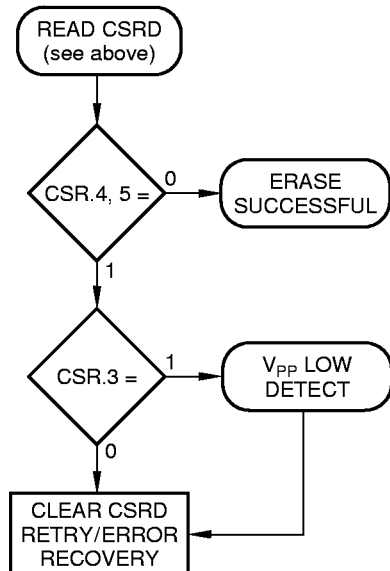 READ CSRD
(see above)
CSR.4, 5 =
0
ERASE
SUCCESSFUL
1
CSR.3 =
1
VPP LOW
DETECT
0
CLEAR CSRD
RETRY/ERROR
RECOVERY